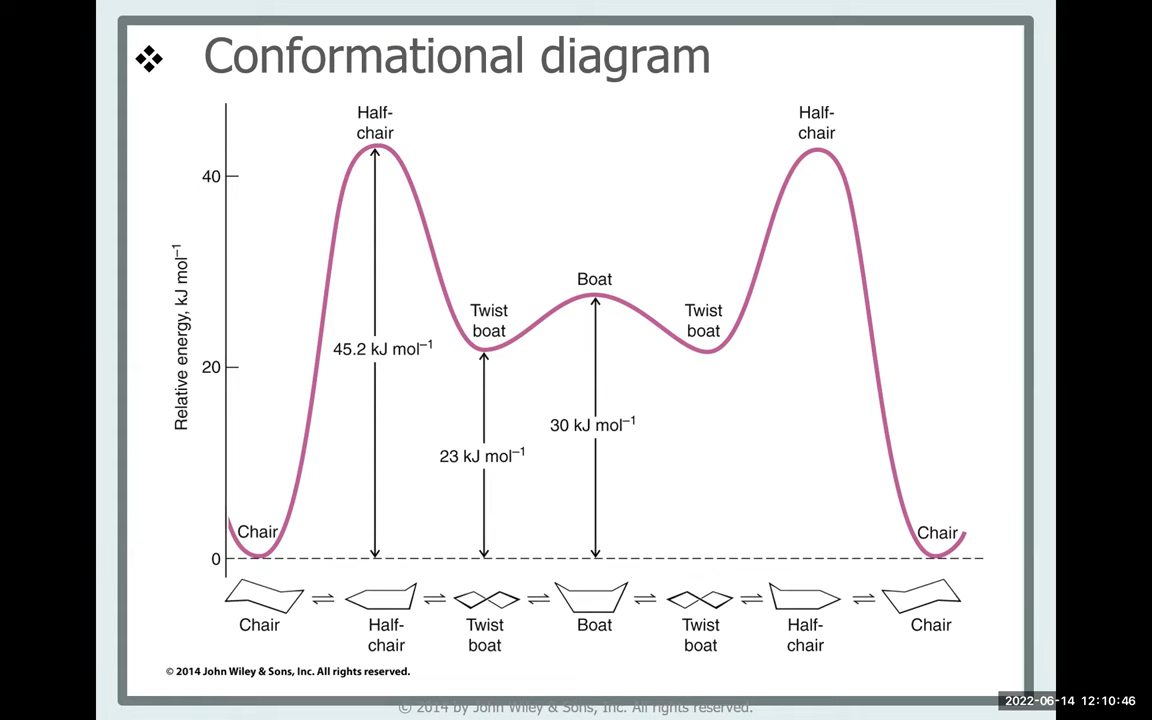 ❖ Conformational diagram
Half-
chair
Half-
chair
40
Relative energy, kJ mol⁻¹
Boat
Twist
boat
Twist
boat
45.2 kJ mol⁻¹
20
30 kJ mol⁻¹
23 kJ mol⁻¹
Chair
Chair
0
Chair
Half-
chair
Twist
boat
Boat
Twist
boat
Half-
chair
Chair
© 2014 John Wiley & Sons, Inc. All rights reserved.
© 2014 by John Wiley & Sons, Inc. All rights reserved.
2022-06-14 12:10:46